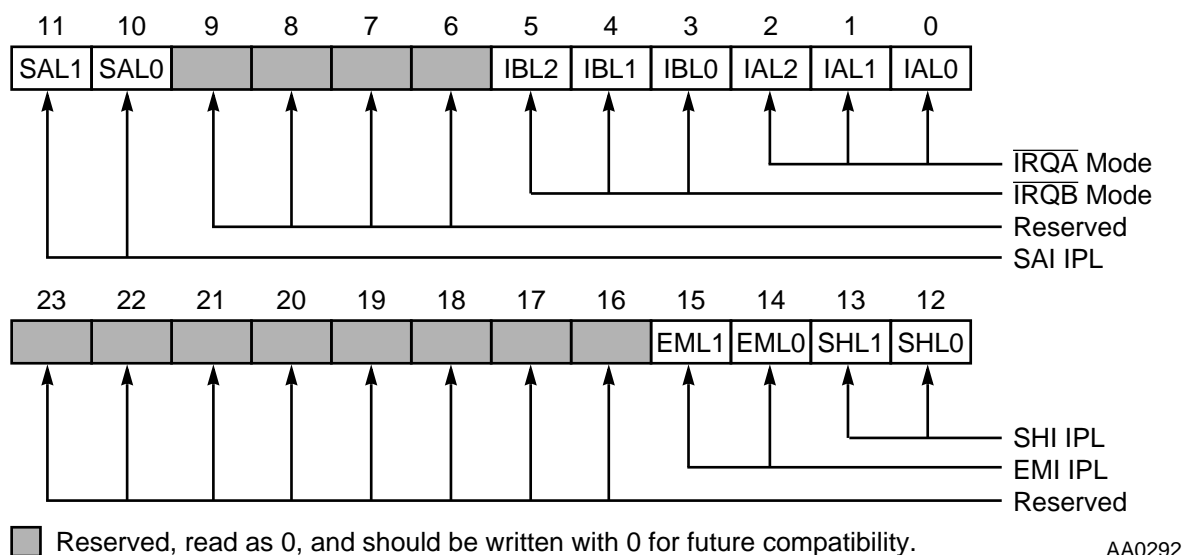 11 10 9 8 7 6 5 4 3 2 1 0
SAL1 SAL0 IBL2 IBL1 IBL0 IAL2 IAL1 IAL0
IRQA Mode
IRQB Mode
Reserved
SAI IPL
23 22 21 20 19 18 17 16 15 14 13 12
EML1 EML0 SHL1 SHL0
SHI IPL
EMI IPL
Reserved
Reserved, read as 0, and should be written with 0 for future compatibility.
AA0292